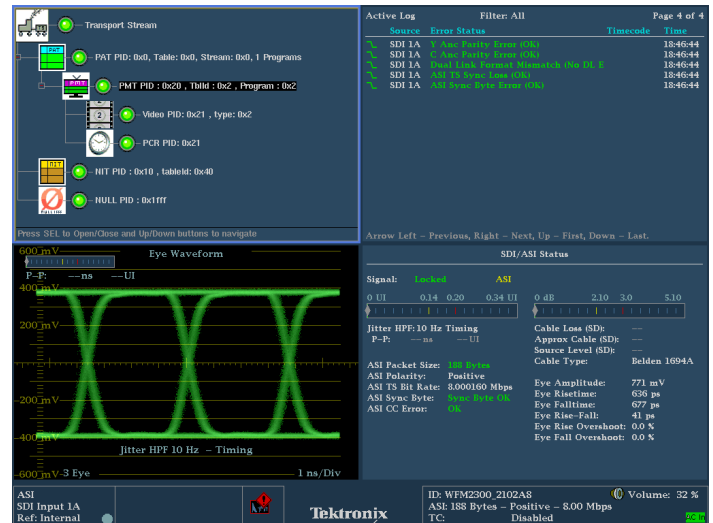 Transport Stream
PAT
PAT PID: 0x0, Table: 0x0, Stream: 0x0, 1 Programs
PMT
PMT PID : 0x20 , TblId : 0x2 , Program : 0x2
2
Video PID: 0x21 , type: 0x2
PCR PID: 0x21
NIT
NIT PID : 0x10 , tableId: 0x40
NULL PID : 0x1fff
Press SEL to Open/Close and Up/Down buttons to navigate
Active Log Filter: All Page 4 of 4
Source Error Status Timecode Time
SDI 1A Y Anc Parity Error (OK) 18:46:44
SDI 1A C Anc Parity Error (OK) 18:46:44
SDI 1A Dual Link Format Mismatch (No DL E 18:46:44
SDI 1A ASI TS Sync Loss (OK) 18:46:44
SDI 1A ASI Sync Byte Error (OK) 18:46:44
Arrow Left – Previous, Right – Next, Up – First, Down – Last.
600 mV
Eye Waveform
P–P: ––ns ––UI
400 mV
200 mV
–200 mV
–400 mV
Jitter HPF 10 Hz – Timing
–600 mV–3 Eye 1 ns/Div
SDI/ASI Status
Signal: Locked ASI
0 UI 0.14 0.20 0.34 UI 0 dB 2.10 3.0 5.10
Jitter HPF: 10 Hz Timing
P–P: –– ns ––UI
Cable Loss (SD): ––
Approx Cable (SD): ––
Source Level (SD): ––
Cable Type: Belden 1694A
ASI Packet Size: 188 Bytes
ASI Polarity: Positive
ASI TS Bit Rate: 8.000160 Mbps
ASI Sync Byte: Sync Byte OK
ASI CC Error: OK
Eye Amplitude: 771 mV
Eye Risetime: 636 ps
Eye Falltime: 677 ps
Eye Rise–Fall: 41 ps
Eye Rise Overshoot: 0.0 %
Eye Fall Overshoot: 0.0 %
ASI
SDI Input 1A
Ref: Internal
Tektronix
ID: WFM2300_2102A8 Volume: 32 %
ASI: 188 Bytes – Positive – 8.00 Mbps
TC: Disabled
AC In